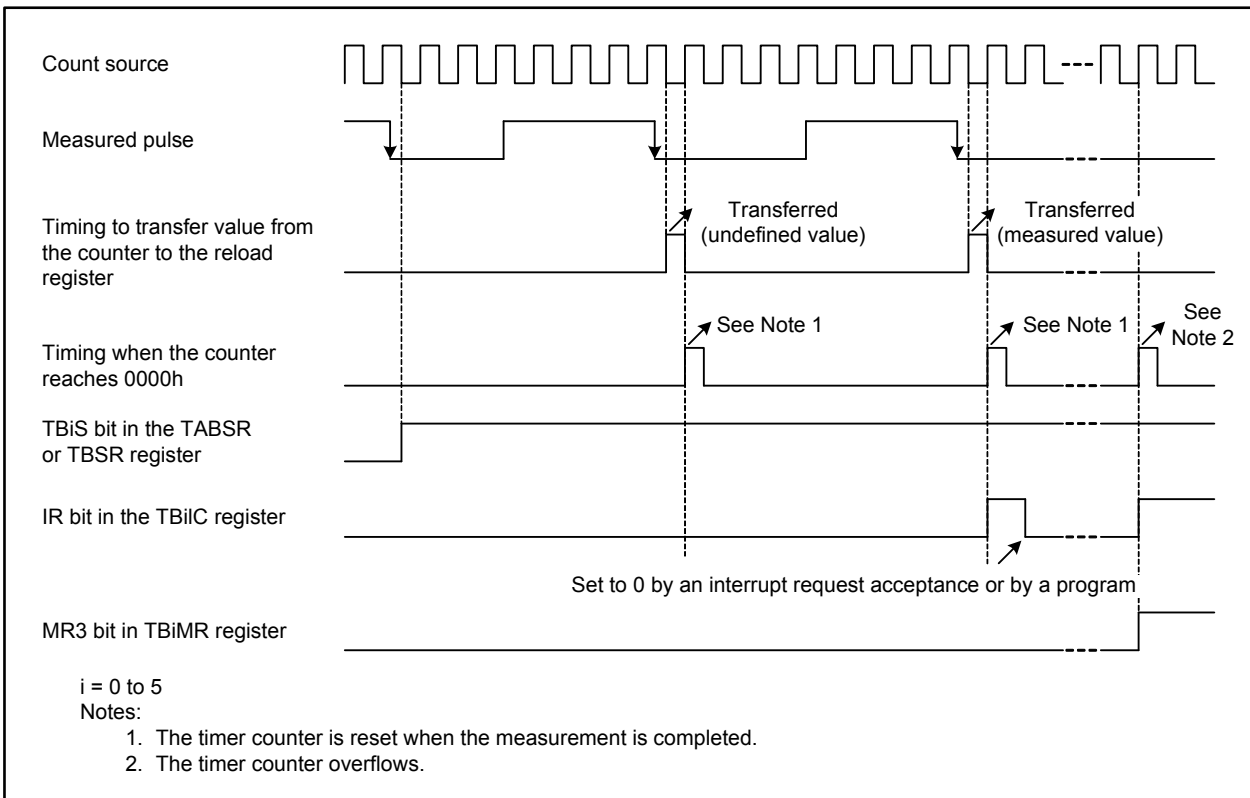 Count source
Measured pulse
Timing to transfer value from
the counter to the reload
register
Transferred
(undefined value)
Transferred
(measured value)
Timing when the counter
reaches 0000h
See Note 1
See Note 1
See
Note 2
TBiS bit in the TABSR
or TBSR register
IR bit in the TBiIC register
Set to 0 by an interrupt request acceptance or by a program
MR3 bit in TBiMR register
i = 0 to 5
Notes:
1. The timer counter is reset when the measurement is completed.
2. The timer counter overflows.